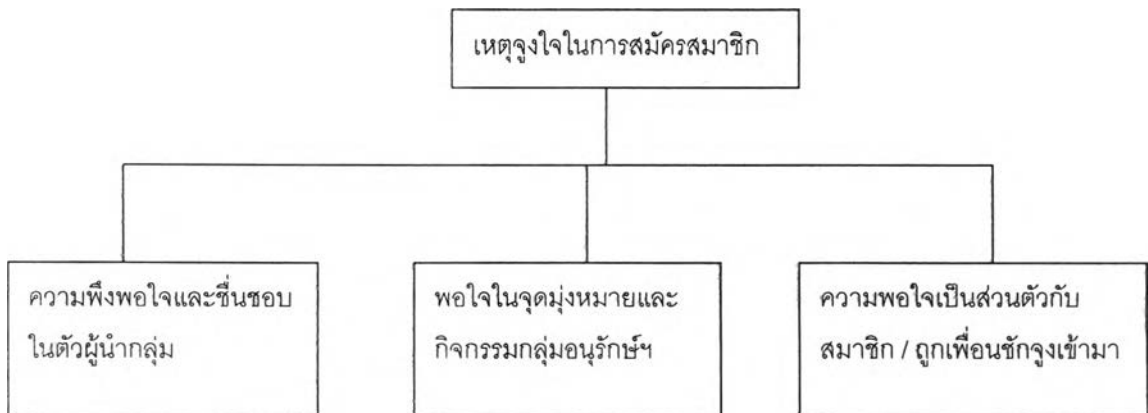 เหตุจูงใจในการสมัครสมาชิก
ความพึงพอใจและชื่นชอบ
ในตัวผู้นำกลุ่ม
พอใจในจุดมุ่งหมายและ
กิจกรรมกลุ่มอนุรักษ์ฯ
ความพอใจเป็นส่วนตัวกับ
สมาชิก / ถูกเพื่อนชักจูงเข้ามา